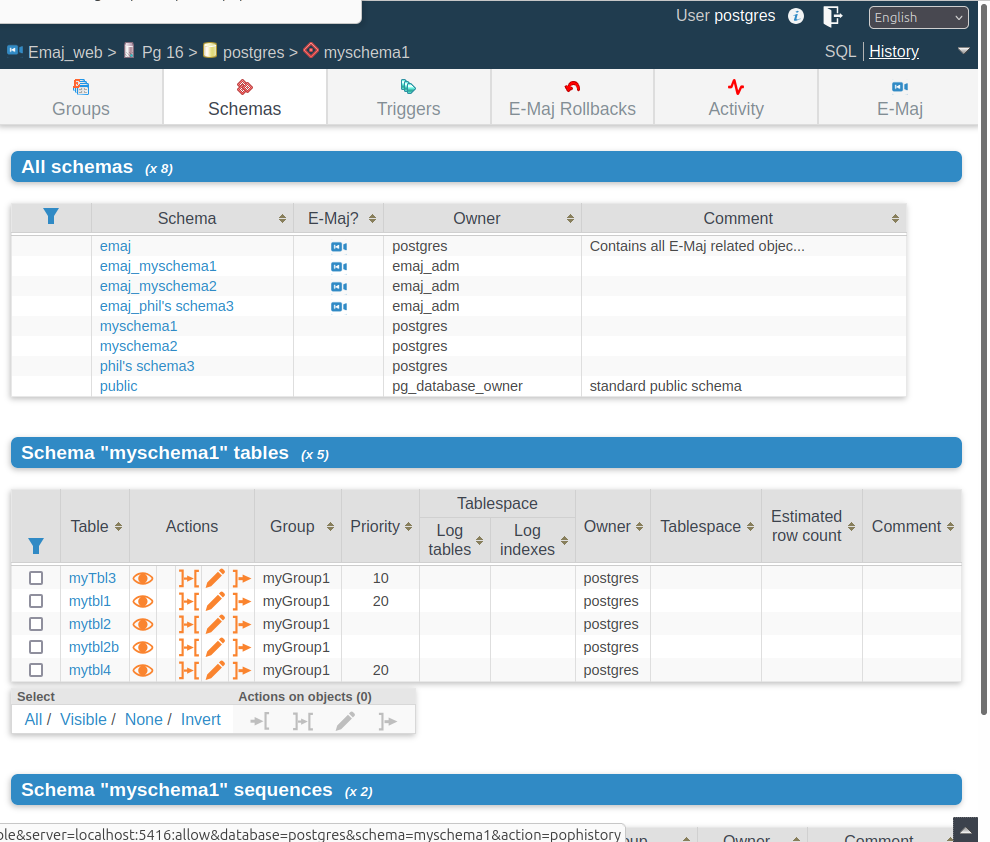 User postgres English
Emaj_web > Pg 16 > postgres > myschema1 SQL History
Groups Schemas Triggers E-Maj Rollbacks Activity E-Maj
All schemas (x 8)
Schema E-Maj? Owner Comment
emaj postgres Contains all E-Maj related objec...
emaj_myschema1 emaj_adm
emaj_myschema2 emaj_adm
emaj_phil's schema3 emaj_adm
myschema1 postgres
myschema2 postgres
phil's schema3 postgres
public pg_database_owner standard public schema
Schema "myschema1" tables (x 5)
Table Actions Group Priority Tablespace Log tables Log indexes Owner Tablespace Estimated row count Comment
myTbl3 myGroup1 10 postgres
mytbl1 myGroup1 20 postgres
mytbl2 myGroup1 postgres
mytbl2b myGroup1 postgres
mytbl4 myGroup1 20 postgres
Select Actions on objects (0)
All / Visible / None / Invert
Schema "myschema1" sequences (x 2)
ole&server=localhost:5416:allow&database=postgres&schema=myschema1&action=pophistory
Owner Comment